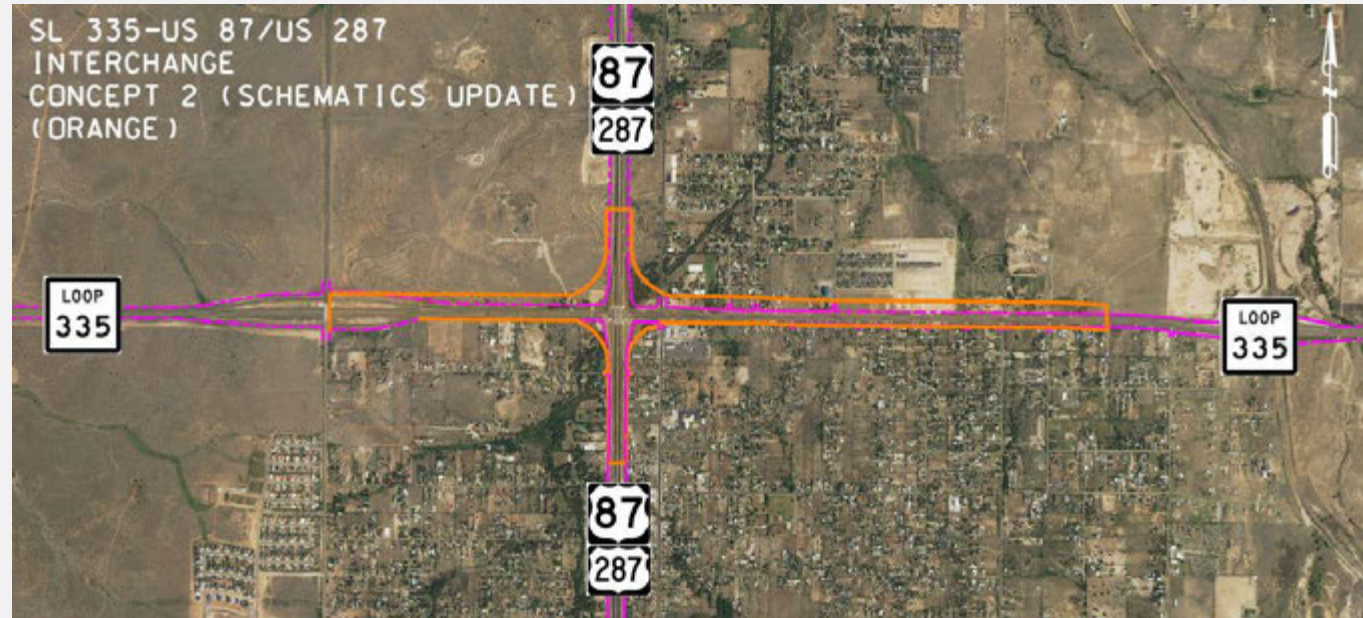 SL 335-US 87/US 287
INTERCHANGE
CONCEPT 2 (SCHEMATICS UPDATE)
(ORANGE)
87
287
LOOP
335
LOOP
335
87
287